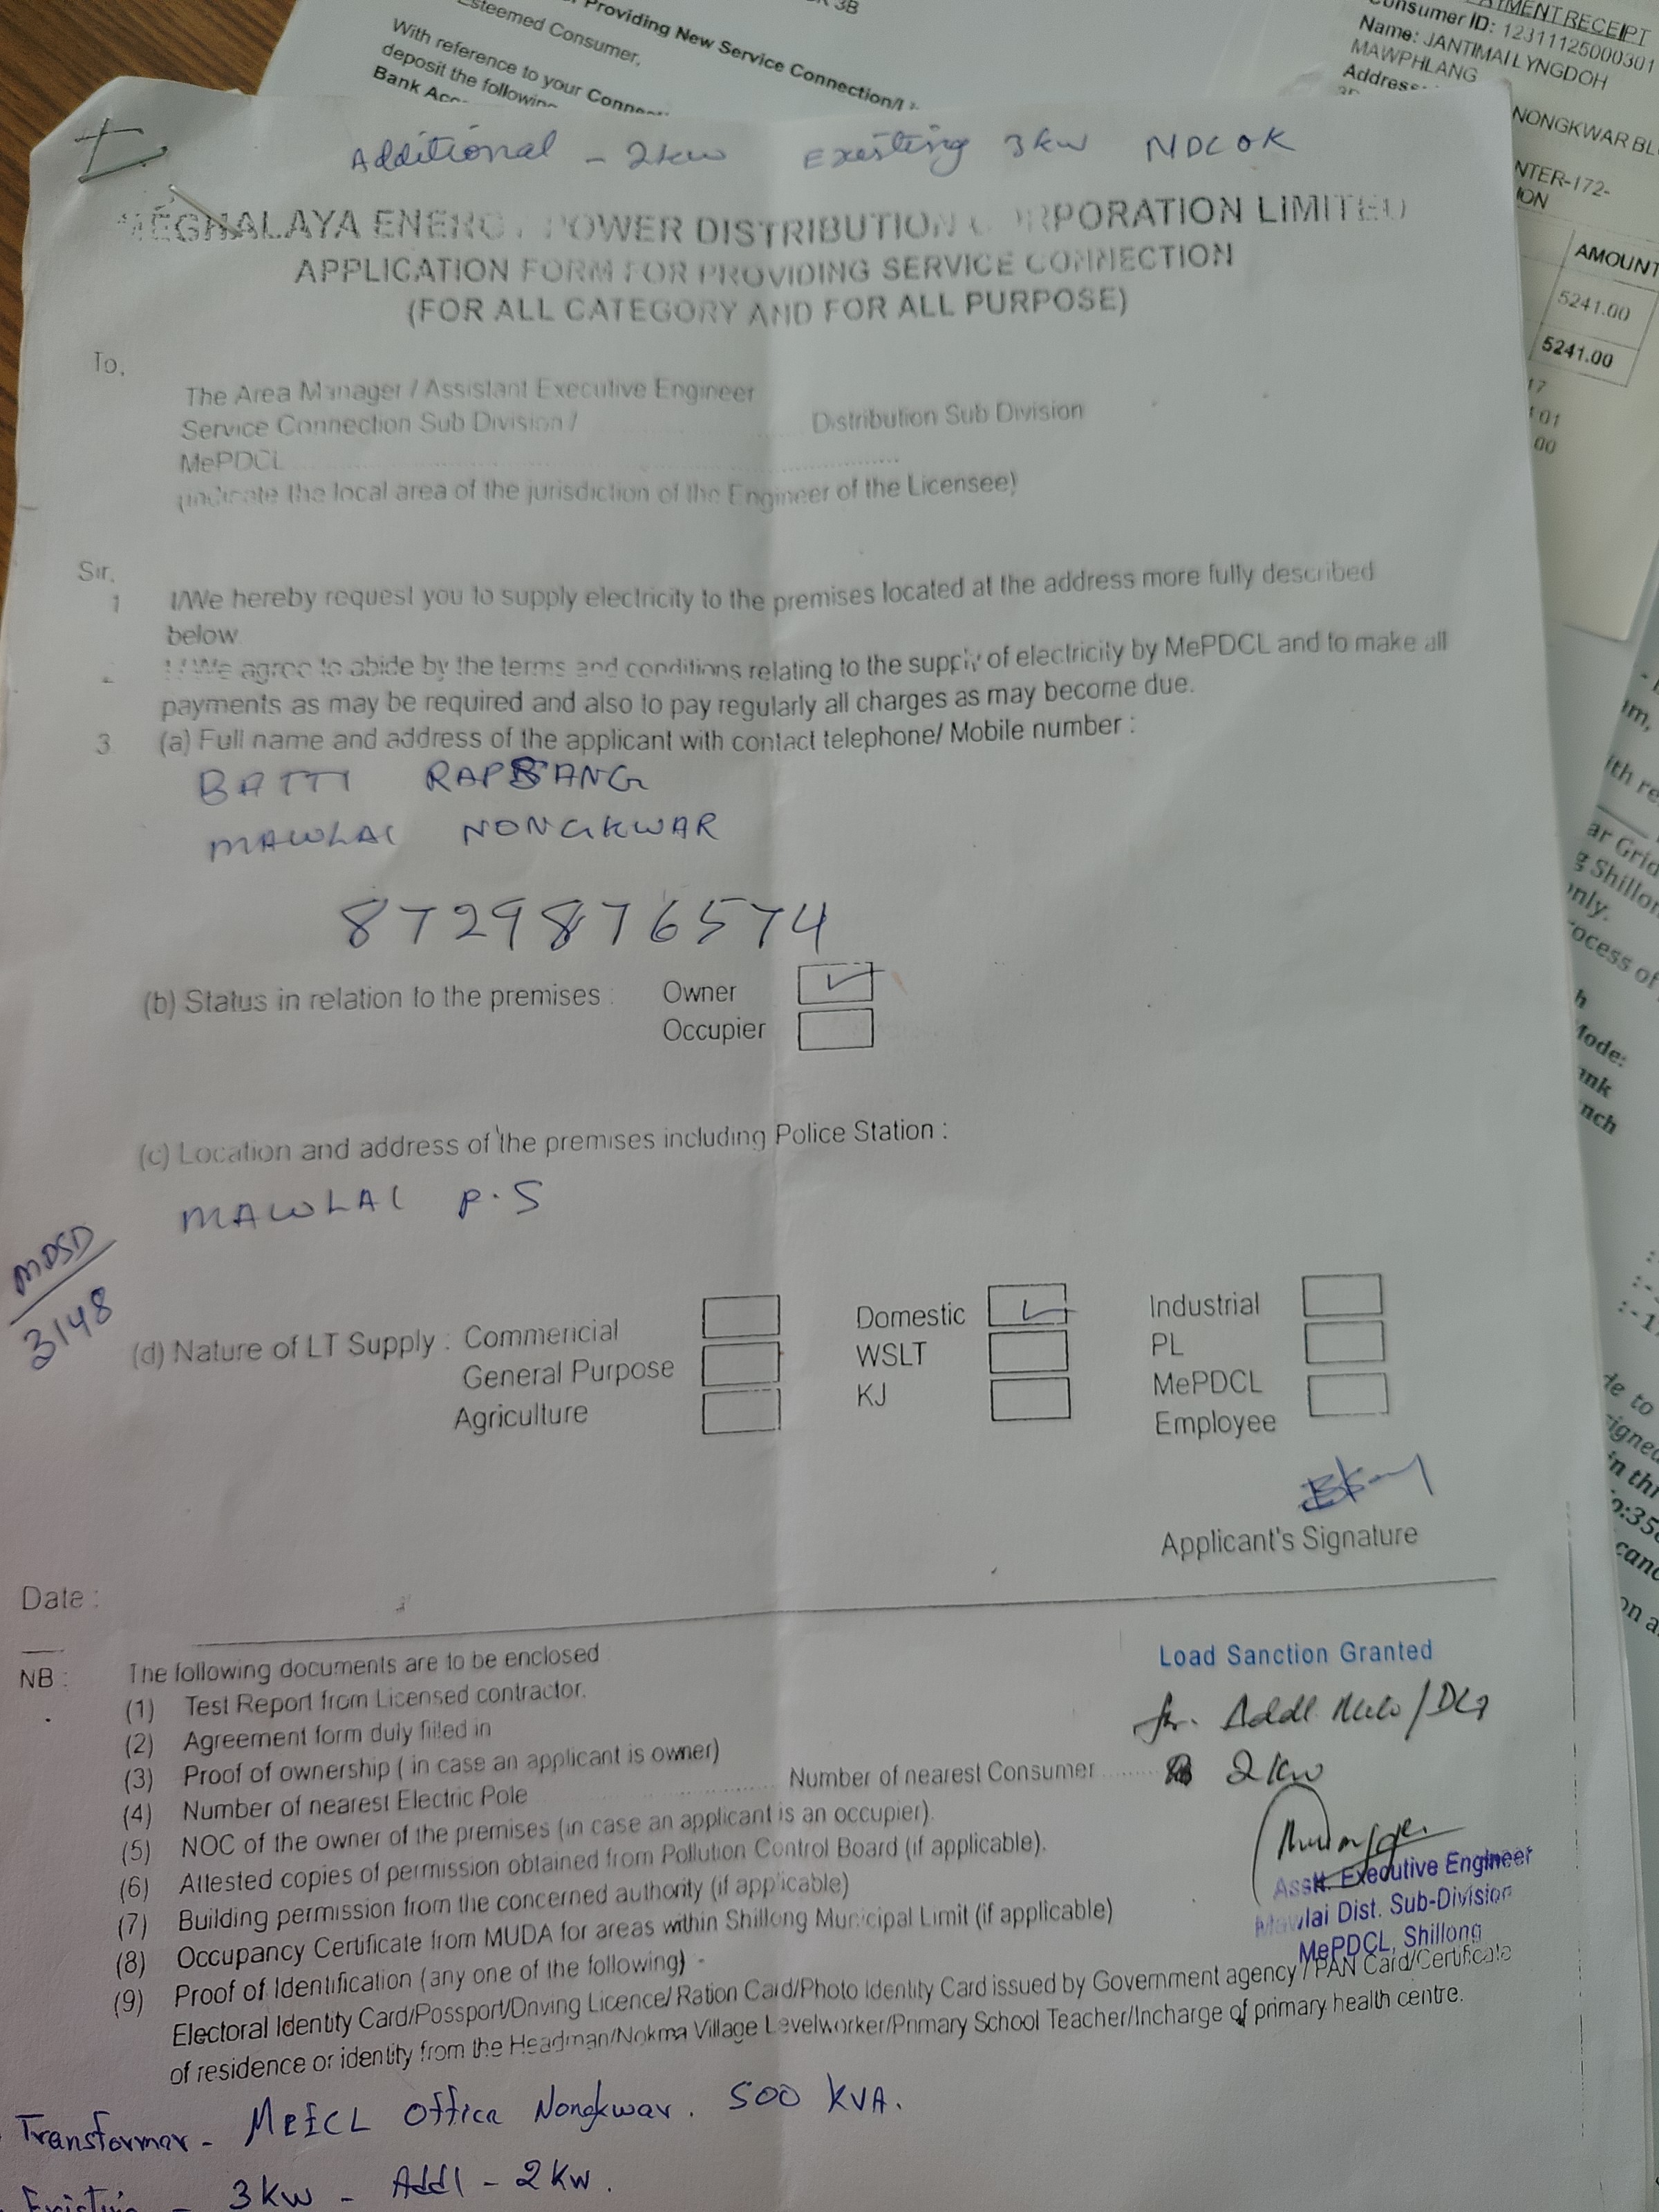 3B
Esteemed Consumer,
Providing New Service Connection/
With reference to your
deposit the following
Bank
MENT RECEIPT
Consumer ID: 12311125000301
Name: JANTIMAI LYNGDOH
MAWPHLANG
Address
NONGKWAR
NTER-172-
ION
AMOUNT
5241.00
5241.00
17
01
00
Additional - 2kw Existing 3kw NDC OK
MEGHALAYA ENERGY POWER DISTRIBUTION CORPORATION LIMITED
APPLICATION FORM FOR PROVIDING SERVICE CONNECTION
(FOR ALL CATEGORY AND FOR ALL PURPOSE)
To,
The Area Manager / Assistant Executive Engineer
Service Connection Sub Division / Distribution Sub Division
MePDCL
(indicate the local area of the jurisdiction of the Engineer of the Licensee)
Sir,
1 I/We hereby request you to supply electricity to the premises located at the address more fully described
below
I/We agree to abide by the terms and conditions relating to the supply of electricity by MePDCL and to make all
payments as may be required and also to pay regularly all charges as may become due.
3 (a) Full name and address of the applicant with contact telephone/ Mobile number :
BATTI RAPSANG
MAWLAI NONGKWAR
8729876574
(b) Status in relation to the premises : Owner
Occupier
(c) Location and address of the premises including Police Station :
MAWLAI P.S
MDSD
3148
(d) Nature of LT Supply : Commericial Domestic Industrial
General Purpose WSLT PL
Agriculture KJ MePDCL
Employee
Applicant's Signature
Date :
NB : The following documents are to be enclosed
(1) Test Report from Licensed contractor.
(2) Agreement form duly filled in
(3) Proof of ownership ( in case an applicant is owner)
(4) Number of nearest Electric Pole Number of nearest Consumer
(5) NOC of the owner of the premises (in case an applicant is an occupier).
(6) Attested copies of permission obtained from Pollution Control Board (if applicable).
(7) Building permission from the concerned authority (if applicable)
(8) Occupancy Certificate from MUDA for areas within Shillong Municipal Limit (if applicable)
(9) Proof of Identification (any one of the following) -
Electoral Identity Card/Possport/Driving Licence/ Ration Card/Photo Identity Card issued by Government agency / PAN Card/Certificate
of residence or identity from the Headman/Nokma Village Levelworker/Primary School Teacher/Incharge of primary health centre.
Load Sanction Granted
for Addl
2kw
Asstt. Executive Engineer
Mawlai Dist. Sub-Division
MePDCL, Shillong
Transformer - MEECL Office Nongkwar. 500 KVA.
Existing - 3kw - Addl - 2kw.